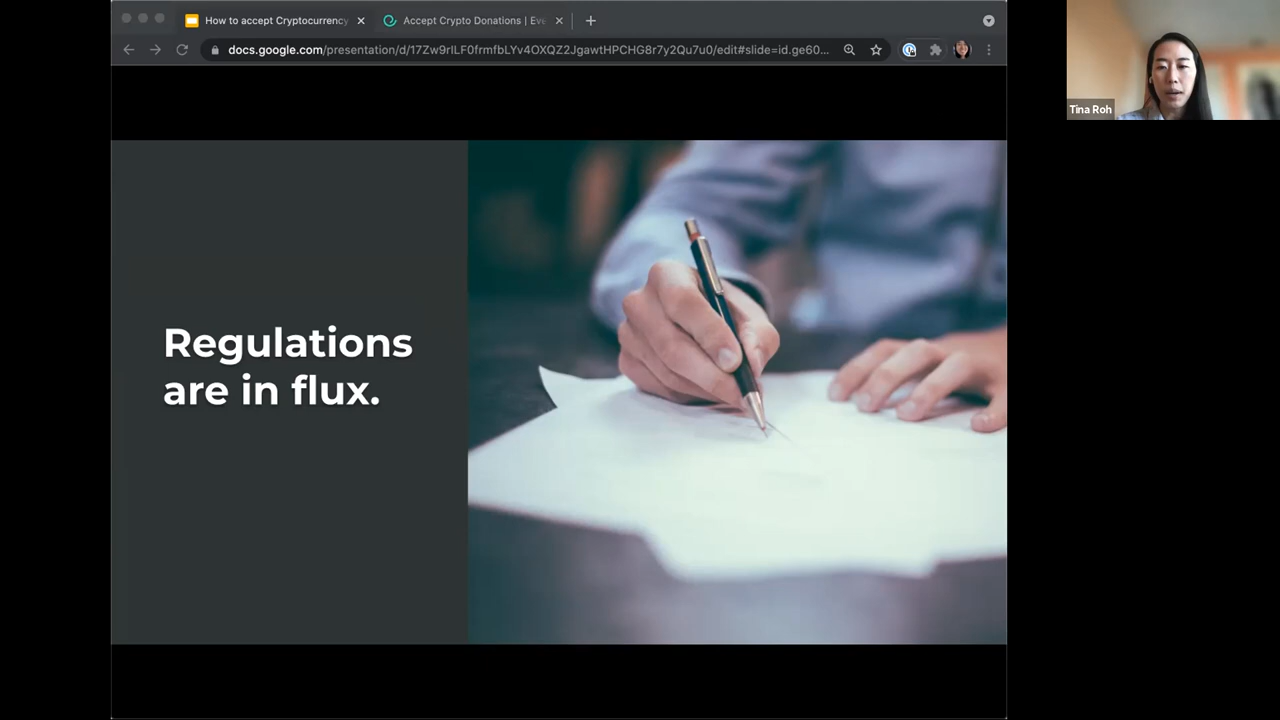 How to accept Cryptocurrency
Accept Crypto Donations | Eve
docs.google.com/presentation/d/17Zw9rILF0frmfbLYv4OXQZ2JgawtHPCHG8r7y2Qu7u0/edit#slide=id.ge60...
Tina Roh
Regulations
are in flux.